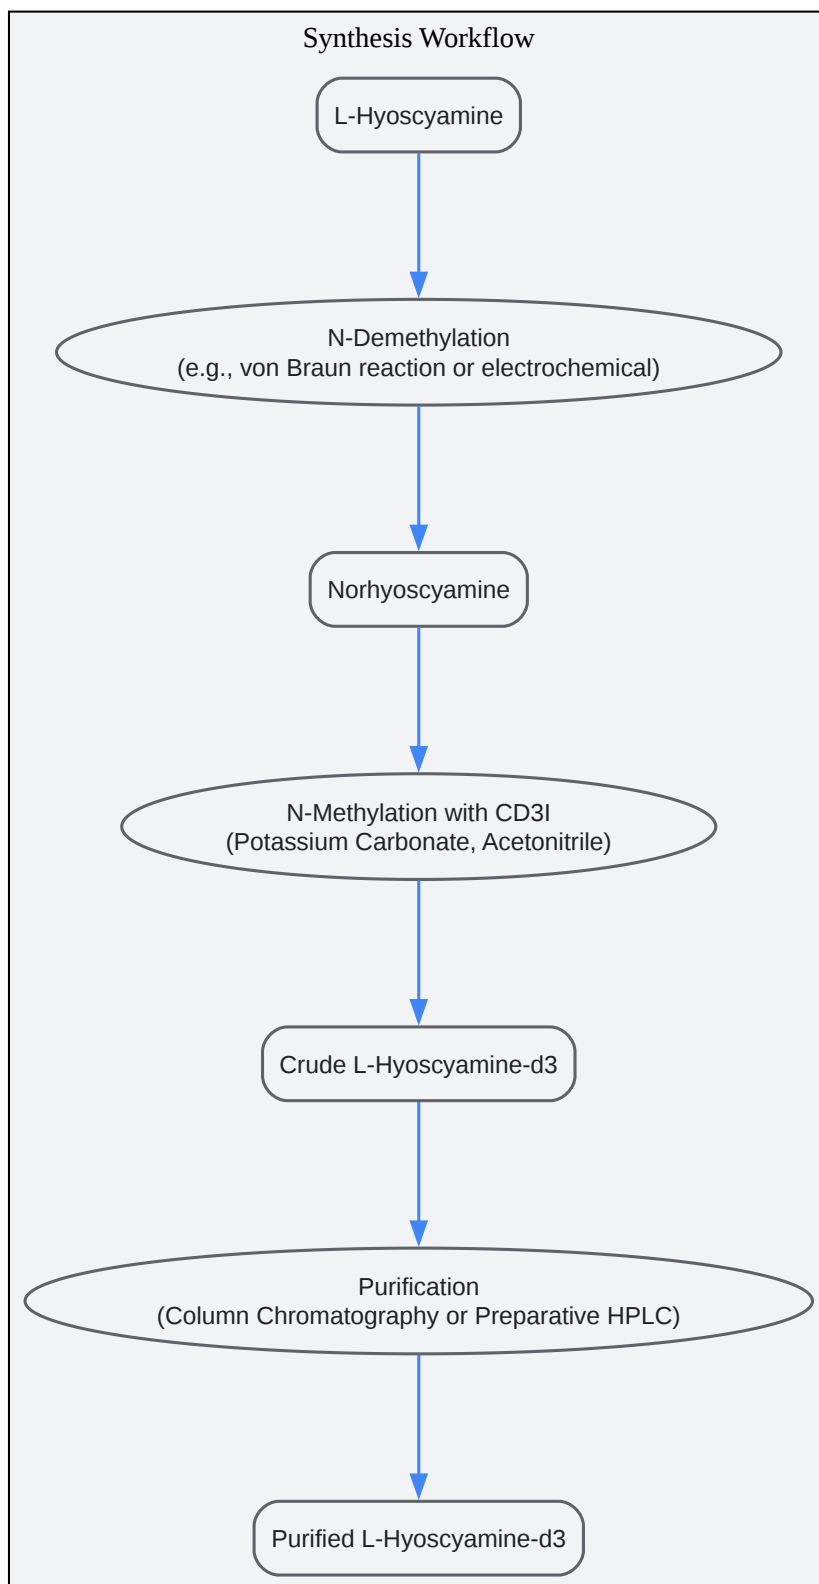 Synthesis Workflow
L-Hyoscyamine
N-Demethylation
(e.g., von Braun reaction or electrochemical)
Norhyoscyamine
N-Methylation with CD3I
(Potassium Carbonate, Acetonitrile)
Crude L-Hyoscyamine-d3
Purification
(Column Chromatography or Preparative HPLC)
Purified L-Hyoscyamine-d3